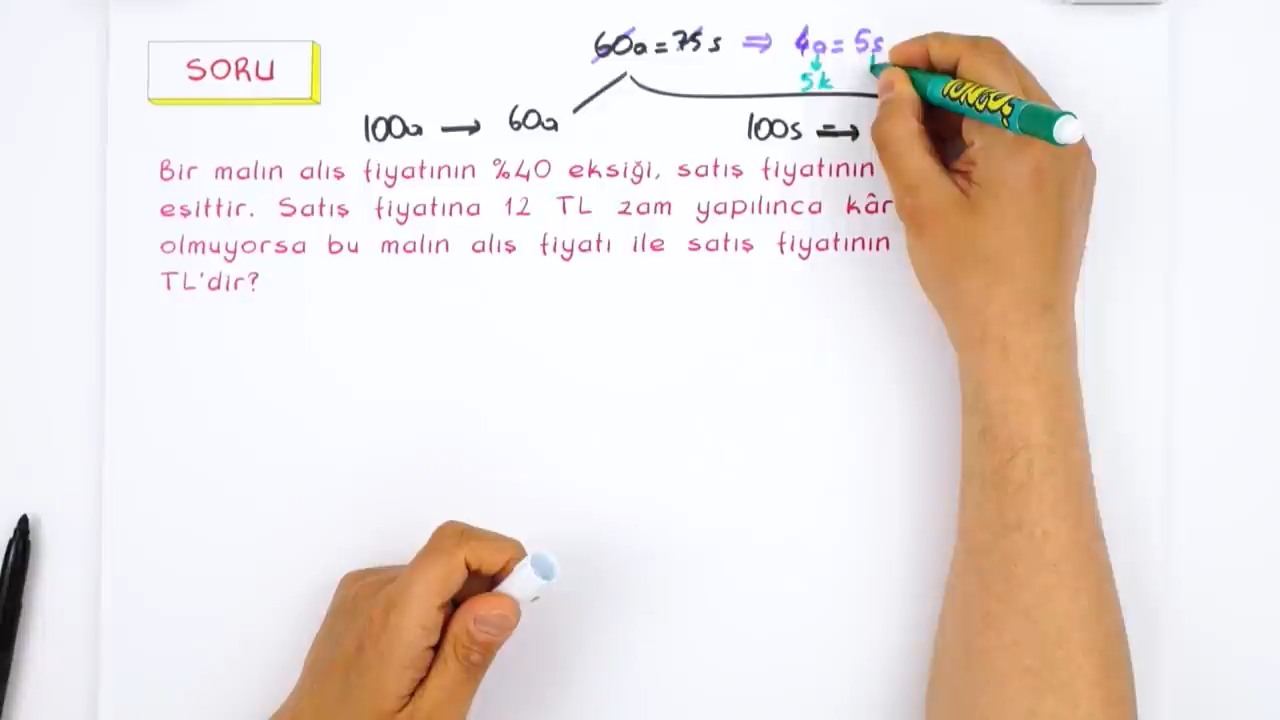 SORU
60a = 75s ⇒ 4a = 5s
5k
100a → 60a
100s →
Bir malın alış fiyatının %40 eksiği, satış fiyatının
eşittir. Satış fiyatına 12 TL zam yapılınca kâr
olmuyorsa bu malın alış fiyatı ile satış fiyatının
TL'dir?